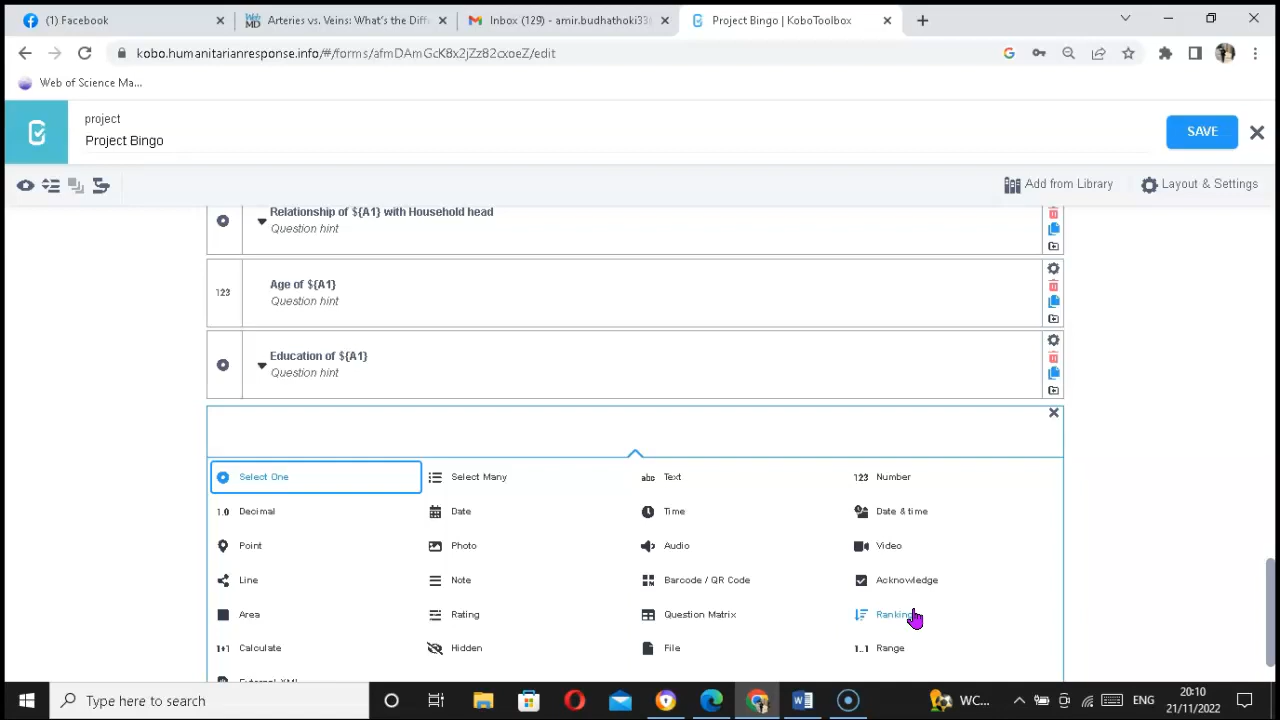 (1) Facebook
Arteries vs. Veins: What's the Diff
Inbox (129) - amir.budhathoki33
Project Bingo | KoboToolbox
kobo.humanitarianresponse.info/#/forms/afmDAmGcK8x2jZz82cxoeZ/edit
Web of Science Ma...
project
Project Bingo
SAVE
Add from Library
Layout & Settings
Relationship of ${A1} with Household head
Question hint
123
Age of ${A1}
Question hint
Education of ${A1}
Question hint
Select One
Select Many
abc Text
123 Number
1.0 Decimal
Date
Time
Date & time
Point
Photo
Audio
Video
Line
Note
Barcode / QR Code
Acknowledge
Area
Rating
Question Matrix
Ranking
1+1 Calculate
Hidden
File
1...1 Range
External XML
Type here to search
WC...
ENG
20:10
21/11/2022